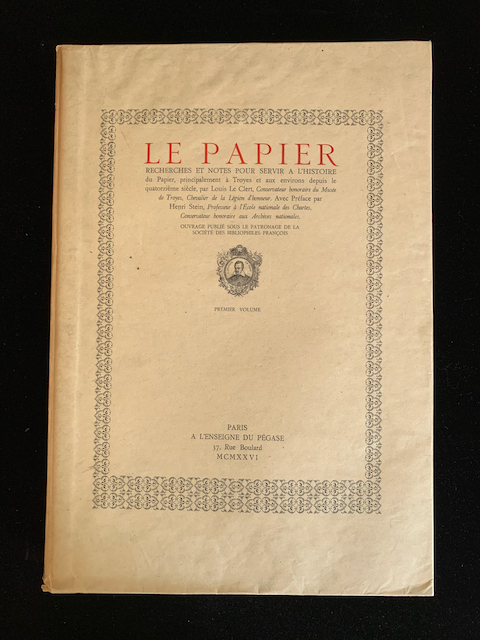 LE PAPIER
RECHERCHES ET NOTES POUR SERVIR A L'HISTOIRE
du Papier, principalement à Troyes et aux environs depuis le
quatorzième siècle, par Louis Le Clert, Conservateur honoraire du Musée
de Troyes, Chevalier de la Légion d'honneur. Avec Préface par
Henri Stein, Professeur à l'École nationale des Chartes,
Conservateur honoraire aux Archives nationales.
OUVRAGE PUBLIÉ SOUS LE PATRONAGE DE LA
SOCIÉTÉ DES BIBLIOPHILES FRANÇOIS
PREMIER VOLUME
PARIS
A L'ENSEIGNE DU PÉGASE
37, Rue Boulard
MCMXXVI